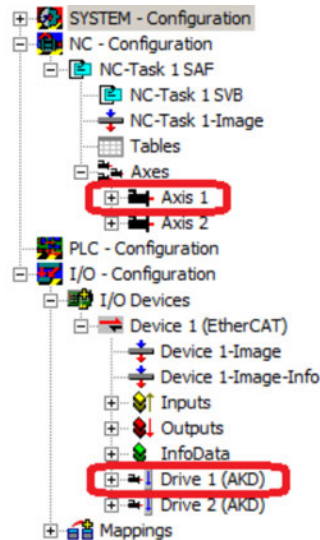 SYSTEM - Configuration
NC - Configuration
NC-Task 1 SAF
NC-Task 1 SVB
NC-Task 1-Image
Tables
Axes
Axis 1
Axis 2
PLC - Configuration
I/O - Configuration
I/O Devices
Device 1 (EtherCAT)
Device 1-Image
Device 1-Image-Info
Inputs
Outputs
InfoData
Drive 1 (AKD)
Drive 2 (AKD)
Mappings